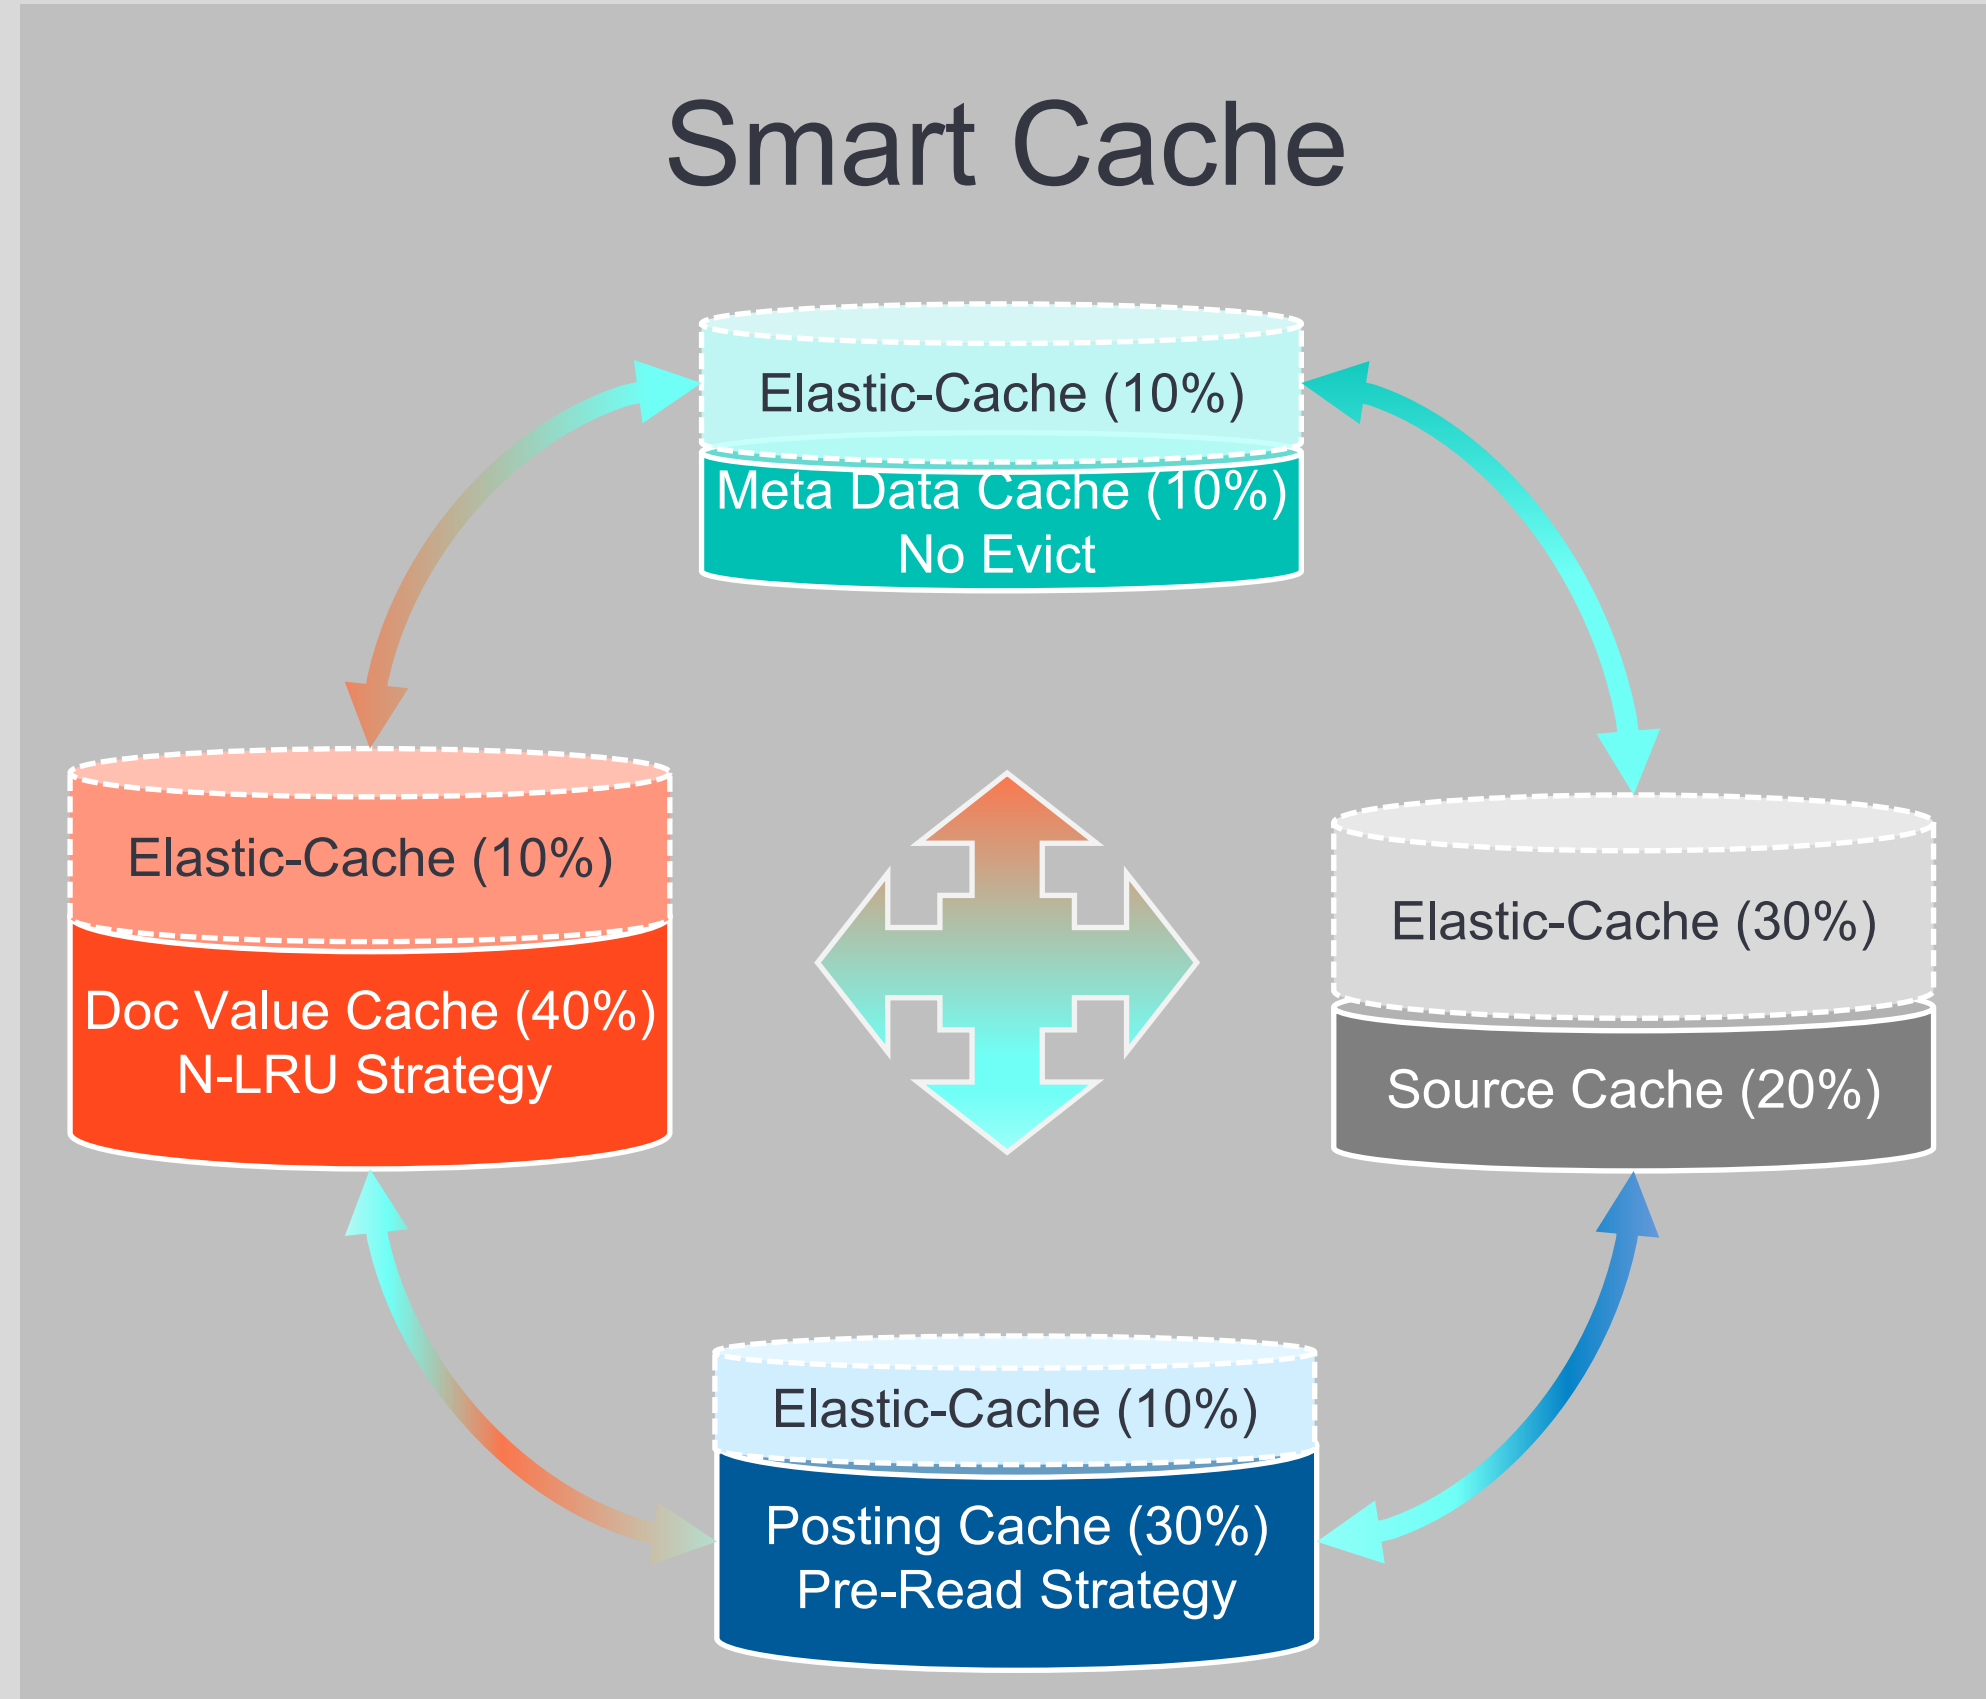 Smart Cache
Elastic-Cache (10%)
Meta Data Cache (10%)
No Evict
Elastic-Cache (10%)
Doc Value Cache (40%)
N-LRU Strategy
Elastic-Cache (30%)
Source Cache (20%)
Elastic-Cache (10%)
Posting Cache (30%)
Pre-Read Strategy